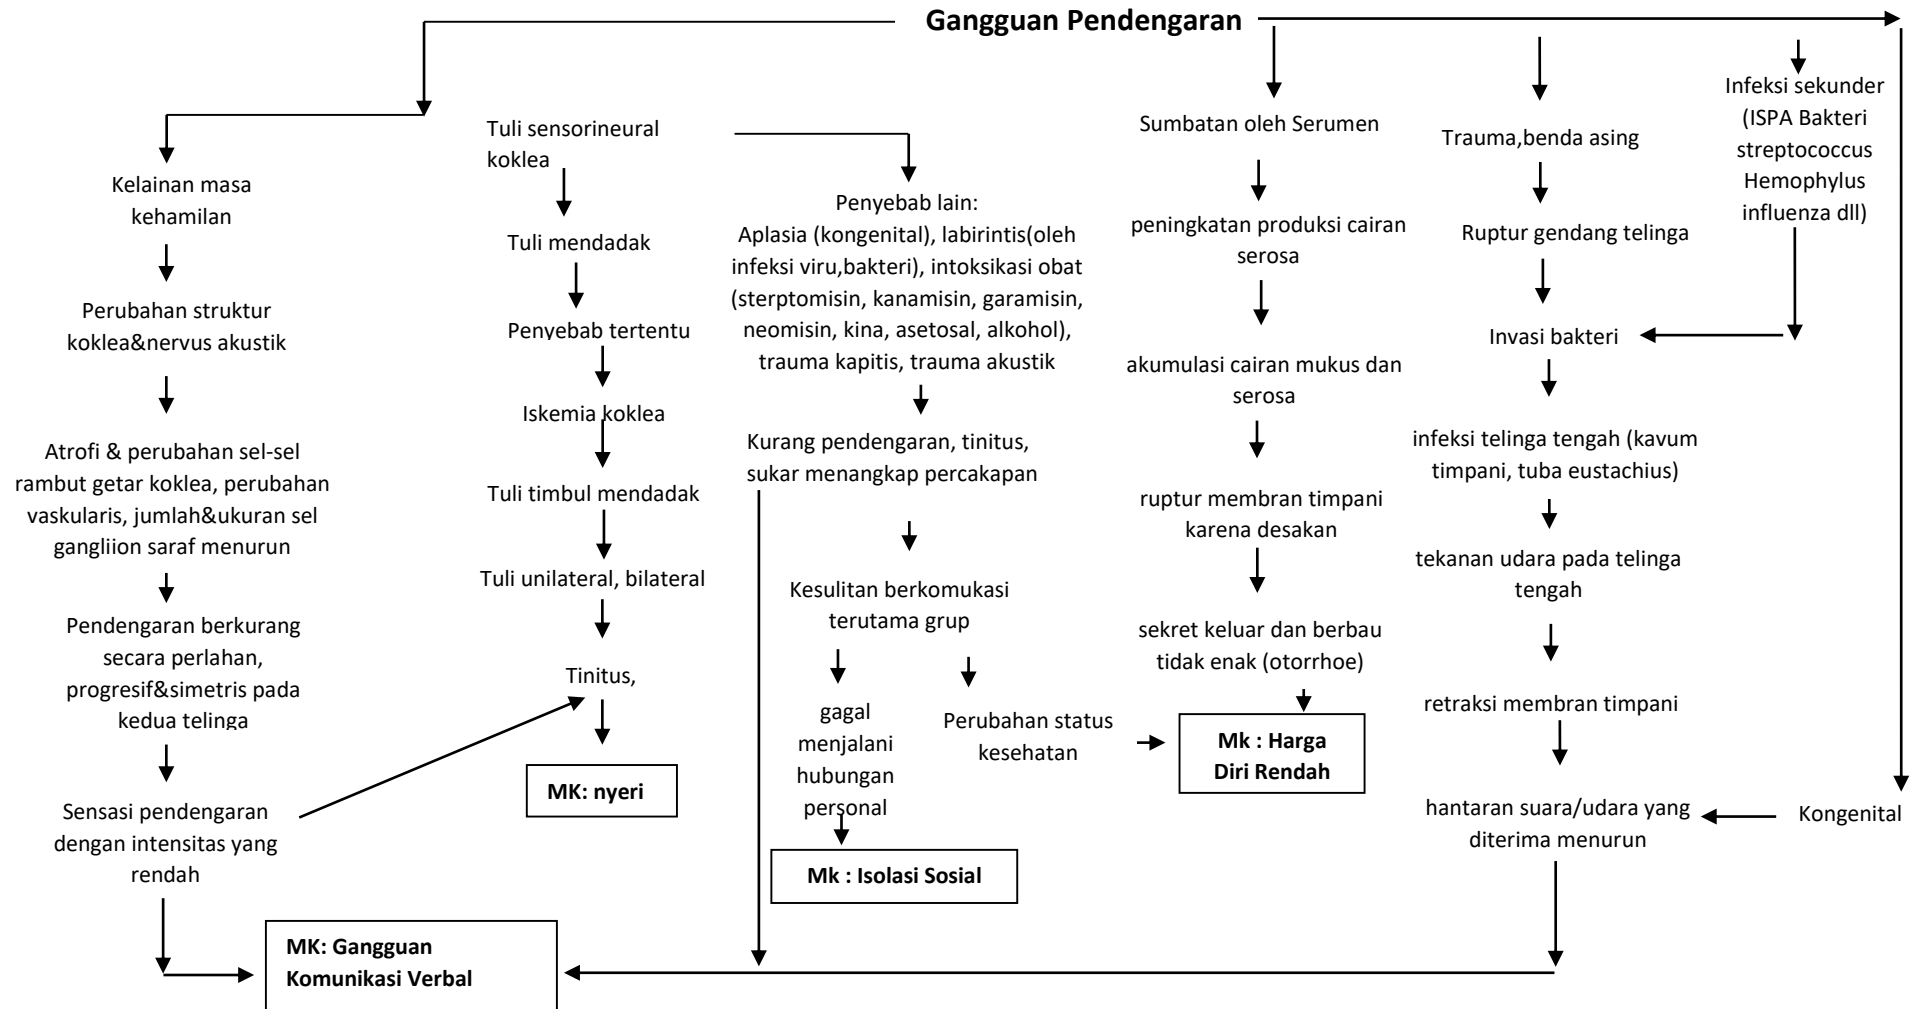 Gangguan Pendengaran
Kelainan masa
kehamilan
Perubahan struktur
koklea&nervus akustik
Atrofi & perubahan sel-sel
rambut getar koklea, perubahan
vaskularis, jumlah&ukuran sel
gangliion saraf menurun
Pendengaran berkurang
secara perlahan,
progresif&simetris pada
kedua telinga
Sensasi pendengaran
dengan intensitas yang
rendah
MK: Gangguan
Komunikasi Verbal
Tuli sensorineural
koklea
Tuli mendadak
Penyebab tertentu
Iskemia koklea
Tuli timbul mendadak
Tuli unilateral, bilateral
Tinitus,
MK: nyeri
Penyebab lain:
Aplasia (kongenital), labirintis(oleh
infeksi viru,bakteri), intoksikasi obat
(sterptomisin, kanamisin, garamisin,
neomisin, kina, asetosal, alkohol),
trauma kapitis, trauma akustik
Kurang pendengaran, tinitus,
sukar menangkap percakapan
Kesulitan berkomukasi
terutama grup
gagal
menjalani
hubungan
personal
Mk : Isolasi Sosial
Perubahan status
kesehatan
Sumbatan oleh Serumen
peningkatan produksi cairan
serosa
akumulasi cairan mukus dan
serosa
ruptur membran timpani
karena desakan
sekret keluar dan berbau
tidak enak (otorrhoe)
Mk : Harga
Diri Rendah
Trauma,benda asing
Ruptur gendang telinga
Invasi bakteri
infeksi telinga tengah (kavum
timpani, tuba eustachius)
tekanan udara pada telinga
tengah
retraksi membran timpani
hantaran suara/udara yang
diterima menurun
Infeksi sekunder
(ISPA Bakteri
streptococcus
Hemophylus
influenza dll)
Kongenital